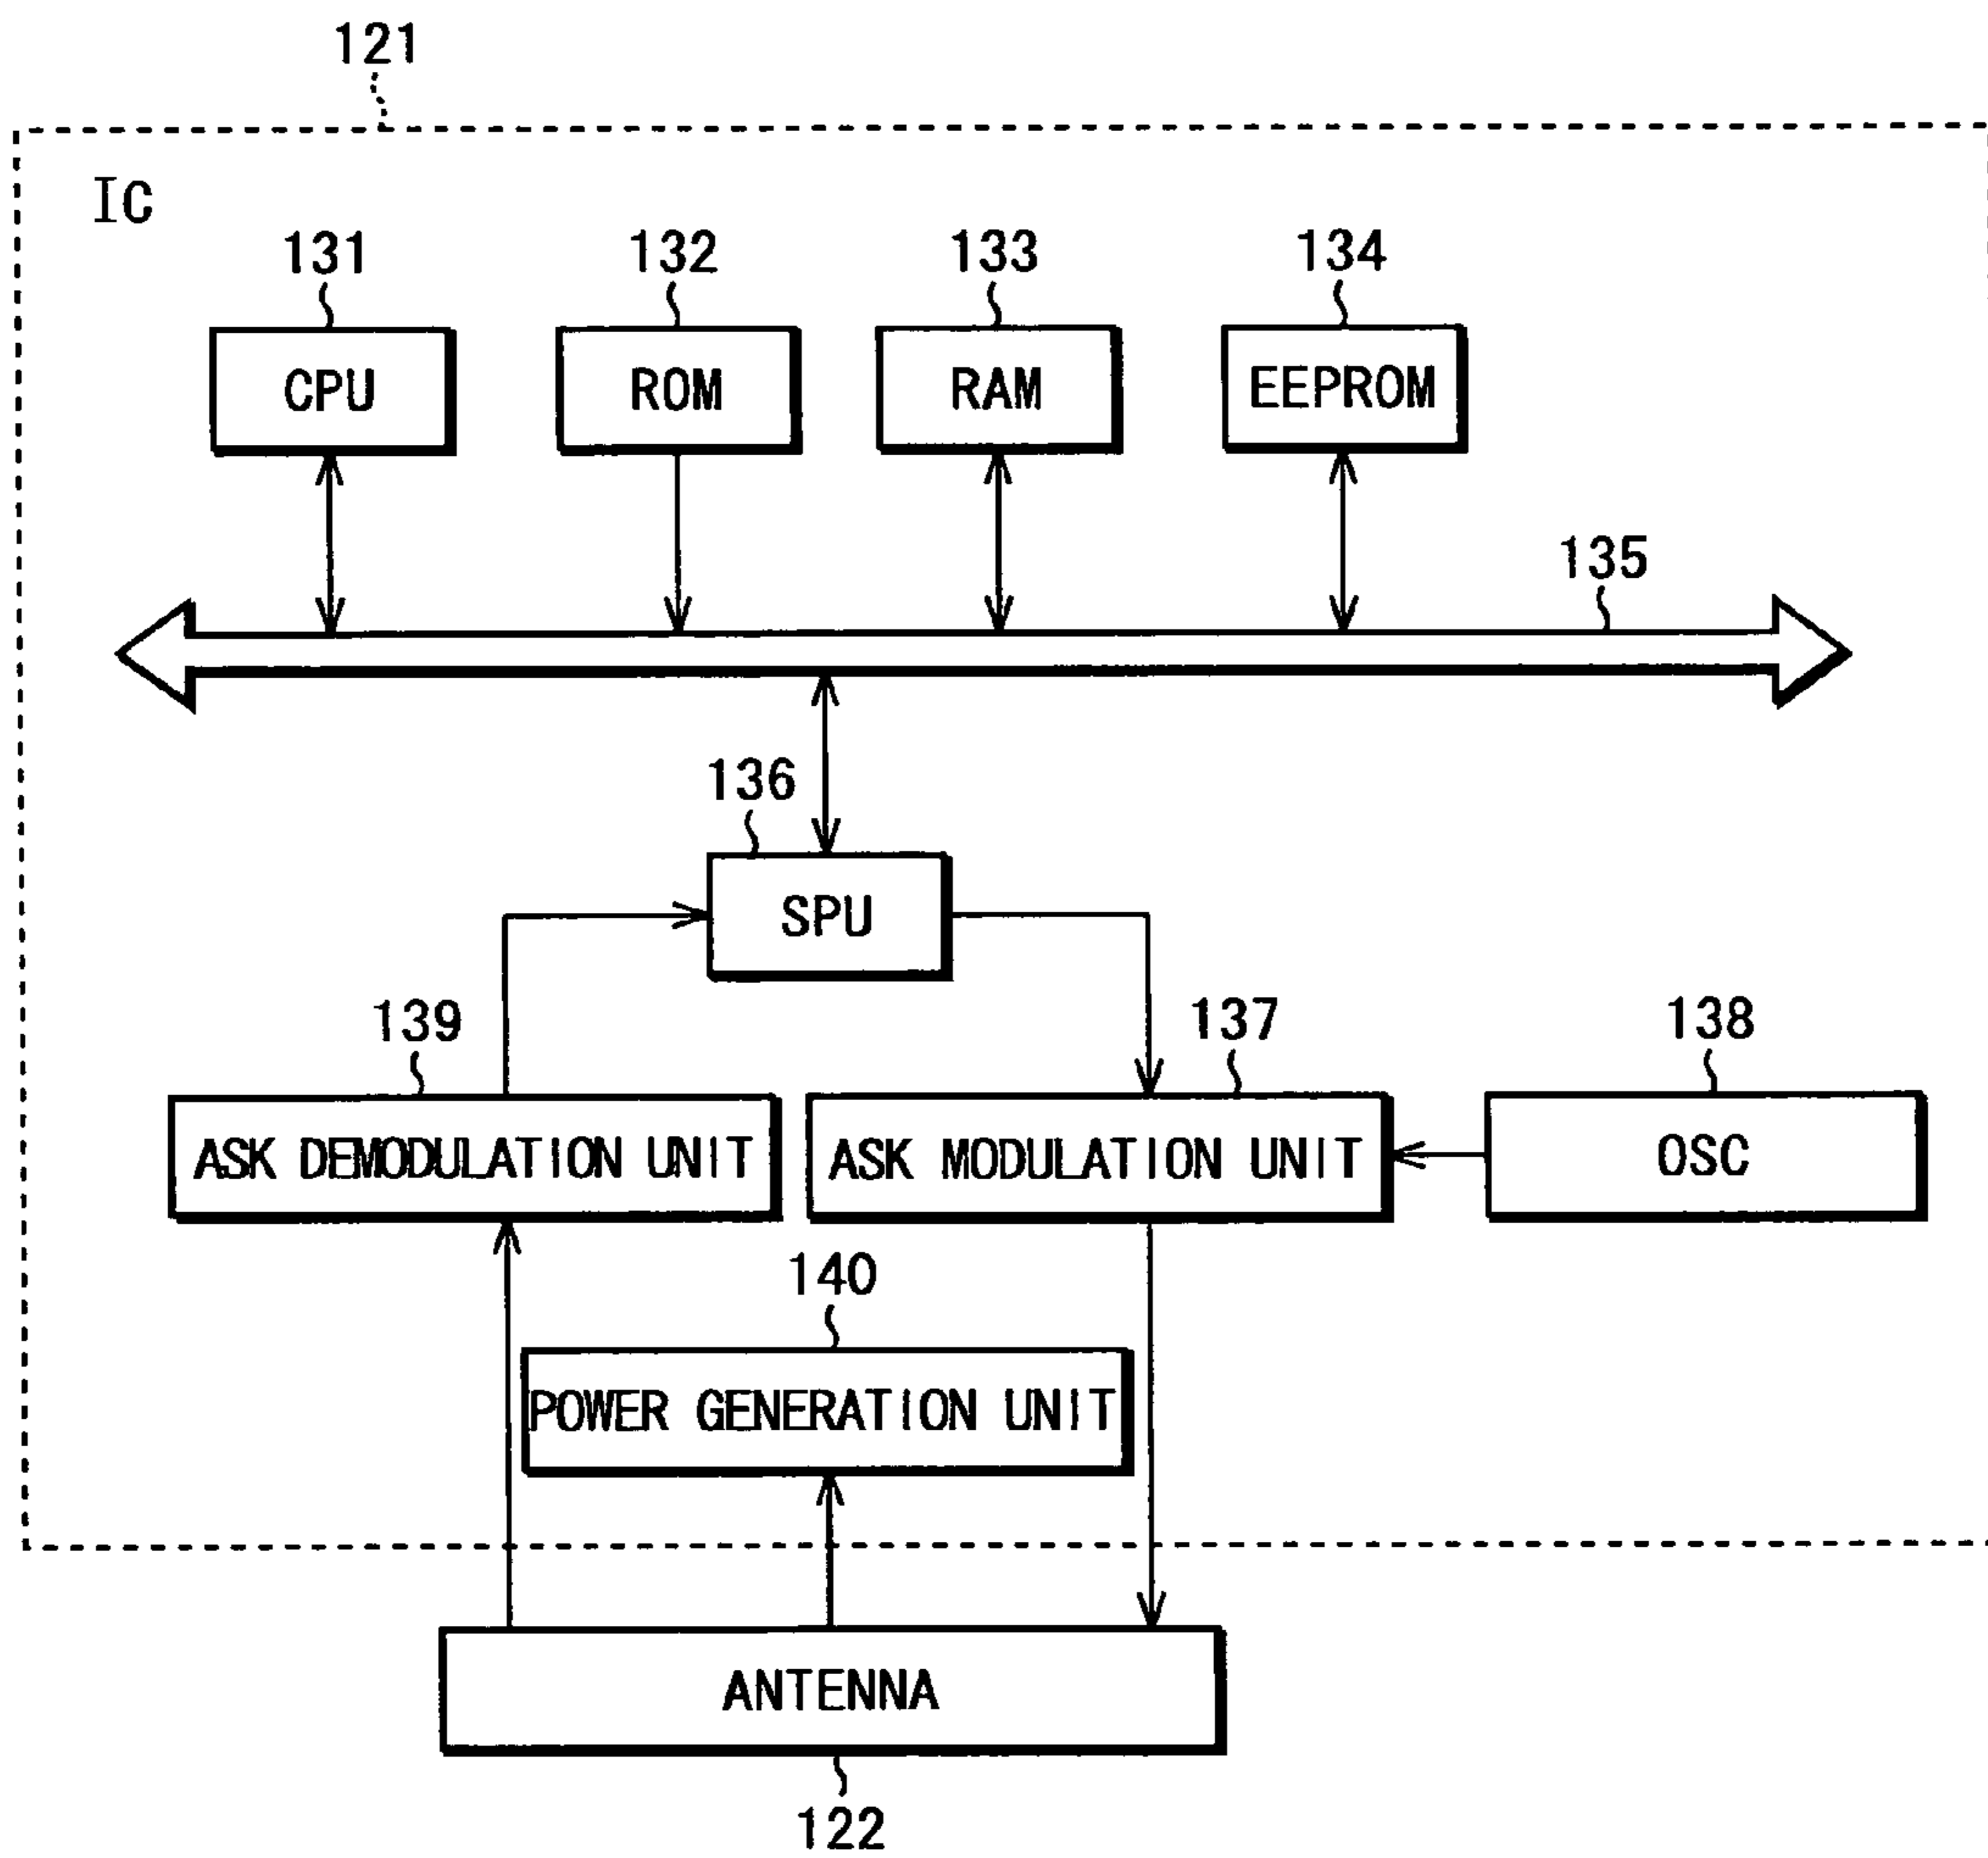 121
IC
131
132
133
134
CPU
ROM
RAM
EEPROM
135
136
SPU
139
137
138
ASK DEMODULATION UNIT
ASK MODULATION UNIT
OSC
140
POWER GENERATION UNIT
ANTENNA
122